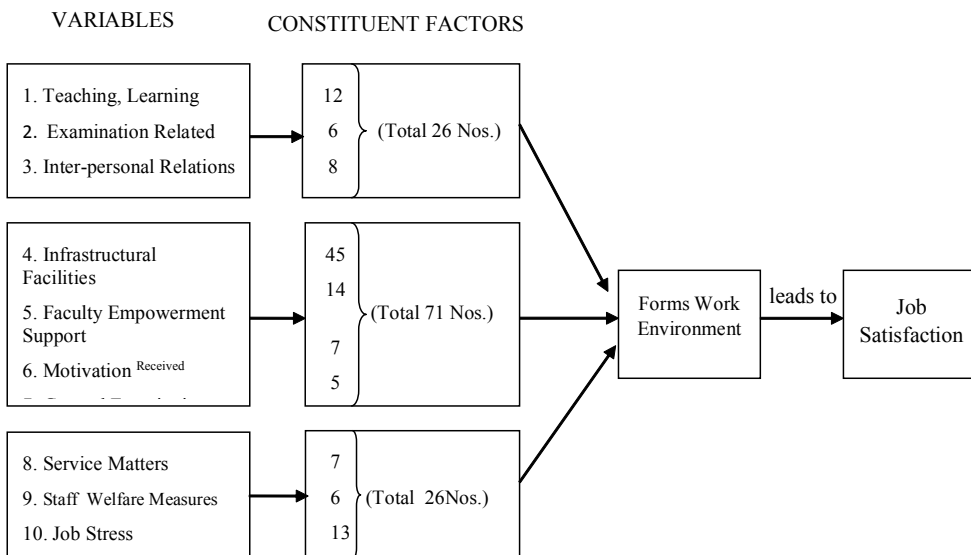 VARIABLES
CONSTITUENT FACTORS
1. Teaching, Learning
2. Examination Related
3. Inter-personal Relations
12
6
8
(Total 26 Nos.)
4. Infrastructural
Facilities
5. Faculty Empowerment
Support
6. Motivation Received
45
14
7
5
(Total 71 Nos.)
8. Service Matters
9. Staff Welfare Measures
10. Job Stress
7
6
13
(Total 26Nos.)
Forms Work
Environment
leads to
Job
Satisfaction